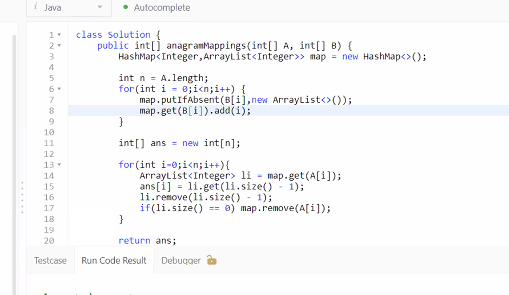 i Java
Autocomplete
1 class Solution {
2 public int[] anagramMappings(int[] A, int[] B) {
3 HashMap<Integer,ArrayList<Integer>> map = new HashMap<>();
4
5 int n = A.length;
6 for(int i = 0;i<n;i++) {
7 map.putIfAbsent(B[i],new ArrayList<>());
8 map.get(B[i]).add(i);
9 }
10
11 int[] ans = new int[n];
12
13 for(int i=0;i<n;i++){
14 ArrayList<Integer> li = map.get(A[i]);
15 ans[i] = li.get(li.size() - 1);
16 li.remove(li.size() - 1);
17 if(li.size() == 0) map.remove(A[i]);
18 }
19
20 return ans;
Testcase Run Code Result Debugger